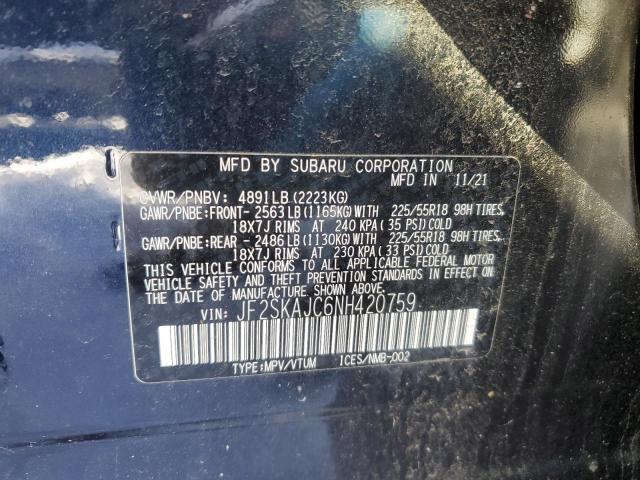 MFD BY SUBARU CORPORATION
MFD IN 11/21
GVWR/PNBV: 4891LB (2223KG)
GAWR/PNBE:FRONT- 2563LB (1165KG) WITH 225/55R18 98H TIRES,
18X7J RIMS AT 240 KPA ( 35 PSI) COLD
GAWR/PNBE:REAR - 2486LB (1130KG) WITH 225/55R18 98H TIRES,
18X7J RIMS AT 230 KPA ( 33 PSI) COLD
THIS VEHICLE CONFORMS TO ALL APPLICABLE FEDERAL MOTOR
VEHICLE SAFETY AND THEFT PREVENTION STANDARDS IN EFFECT
ON THE DATE OF MANUFACTURE SHOWN ABOVE.
VIN: JF2SKAJC6NH420759
TYPE:MPV/VTUM ICES/NMB-002